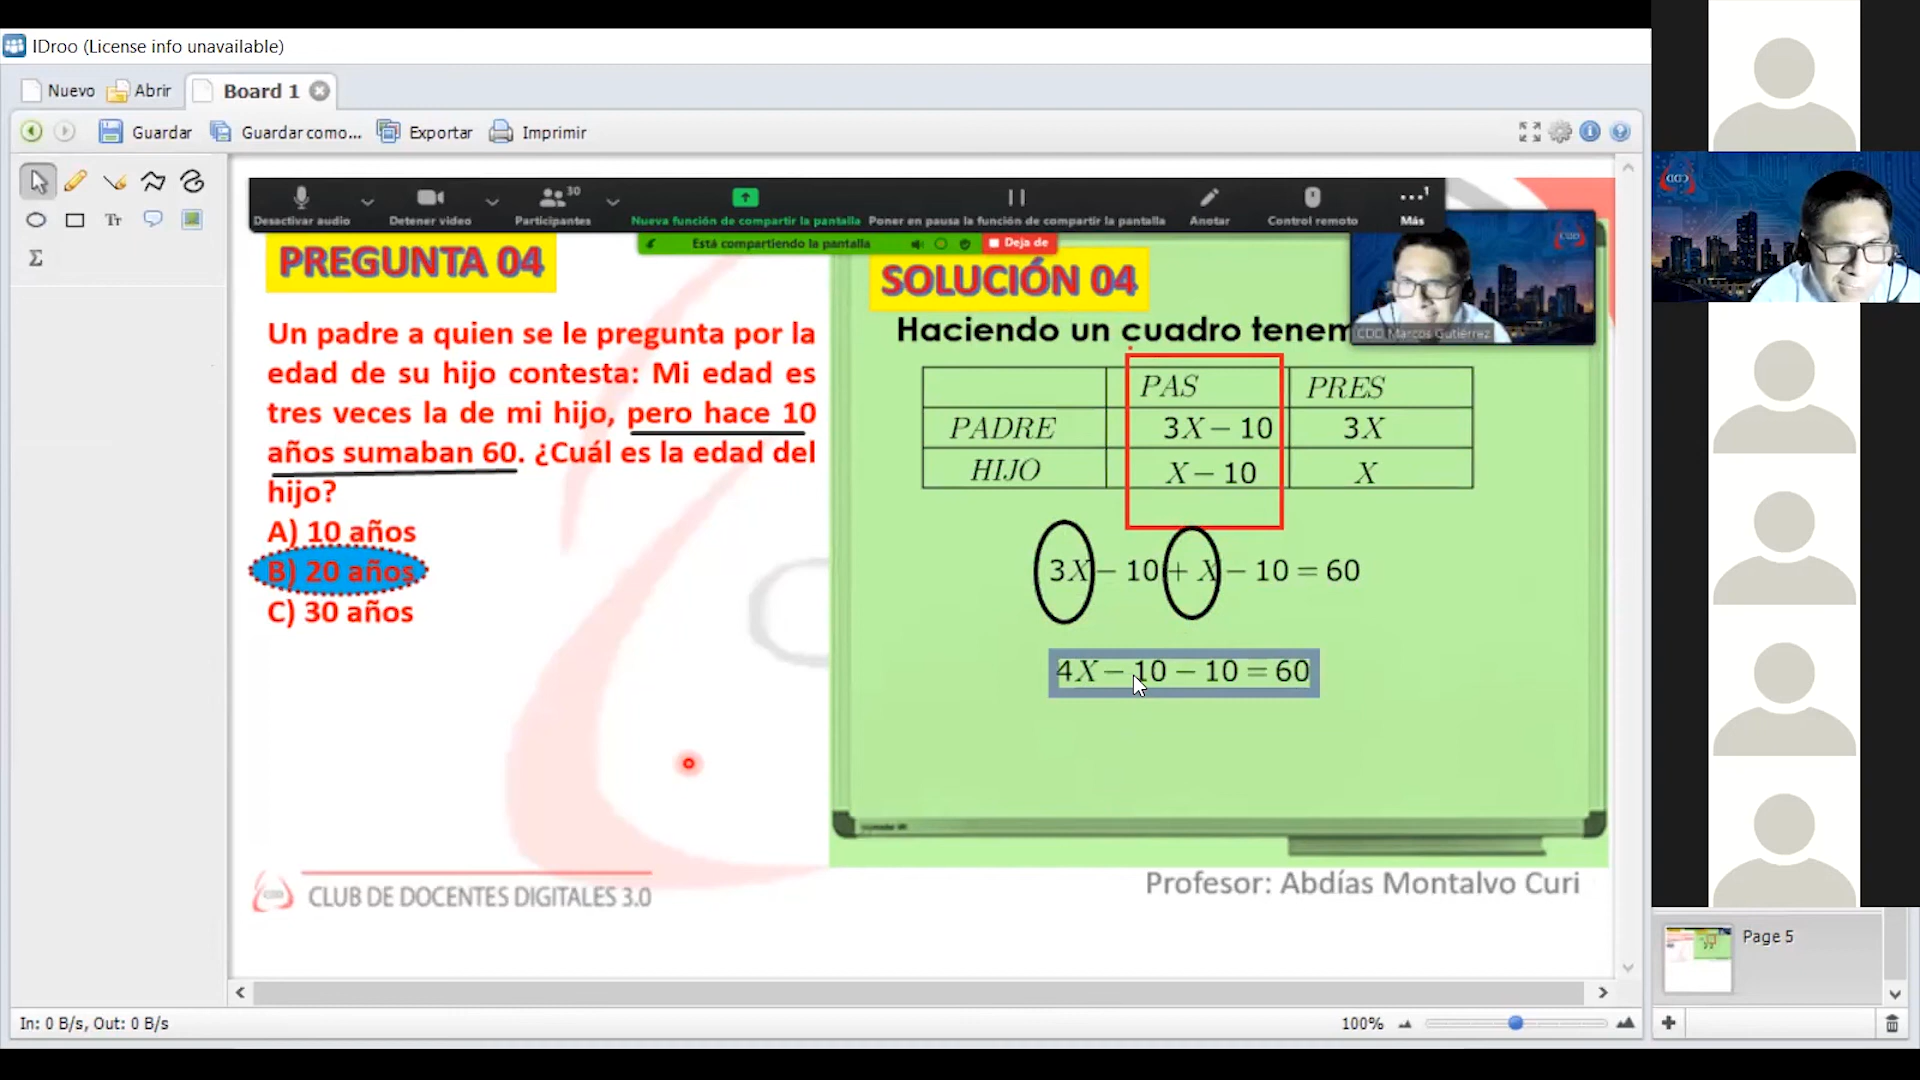 IDroo (License info unavailable)
Nuevo Abrir Board 1
Guardar Guardar como... Exportar Imprimir
Tr
Σ
30
1
Desactivar audio Detener video Participantes Nueva función de compartir la pantalla Poner en pausa la función de compartir la pantalla Anotar Control remoto Más
Está compartiendo la pantalla Deja de
PREGUNTA 04
Un padre a quien se le pregunta por la
edad de su hijo contesta: Mi edad es
tres veces la de mi hijo, pero hace 10
años sumaban 60. ¿Cuál es la edad del
hijo?
A) 10 años
B) 20 años
C) 30 años
CLUB DE DOCENTES DIGITALES 3.0
SOLUCIÓN 04
Haciendo un cuadro tenem
CDD Marcos Gutiérrez
PAS PRES
PADRE 3X − 10 3X
HIJO X − 10 X
3X − 10 + X − 10 = 60
4X − 10 − 10 = 60
Profesor: Abdías Montalvo Curi
Page 5
In: 0 B/s, Out: 0 B/s
100%